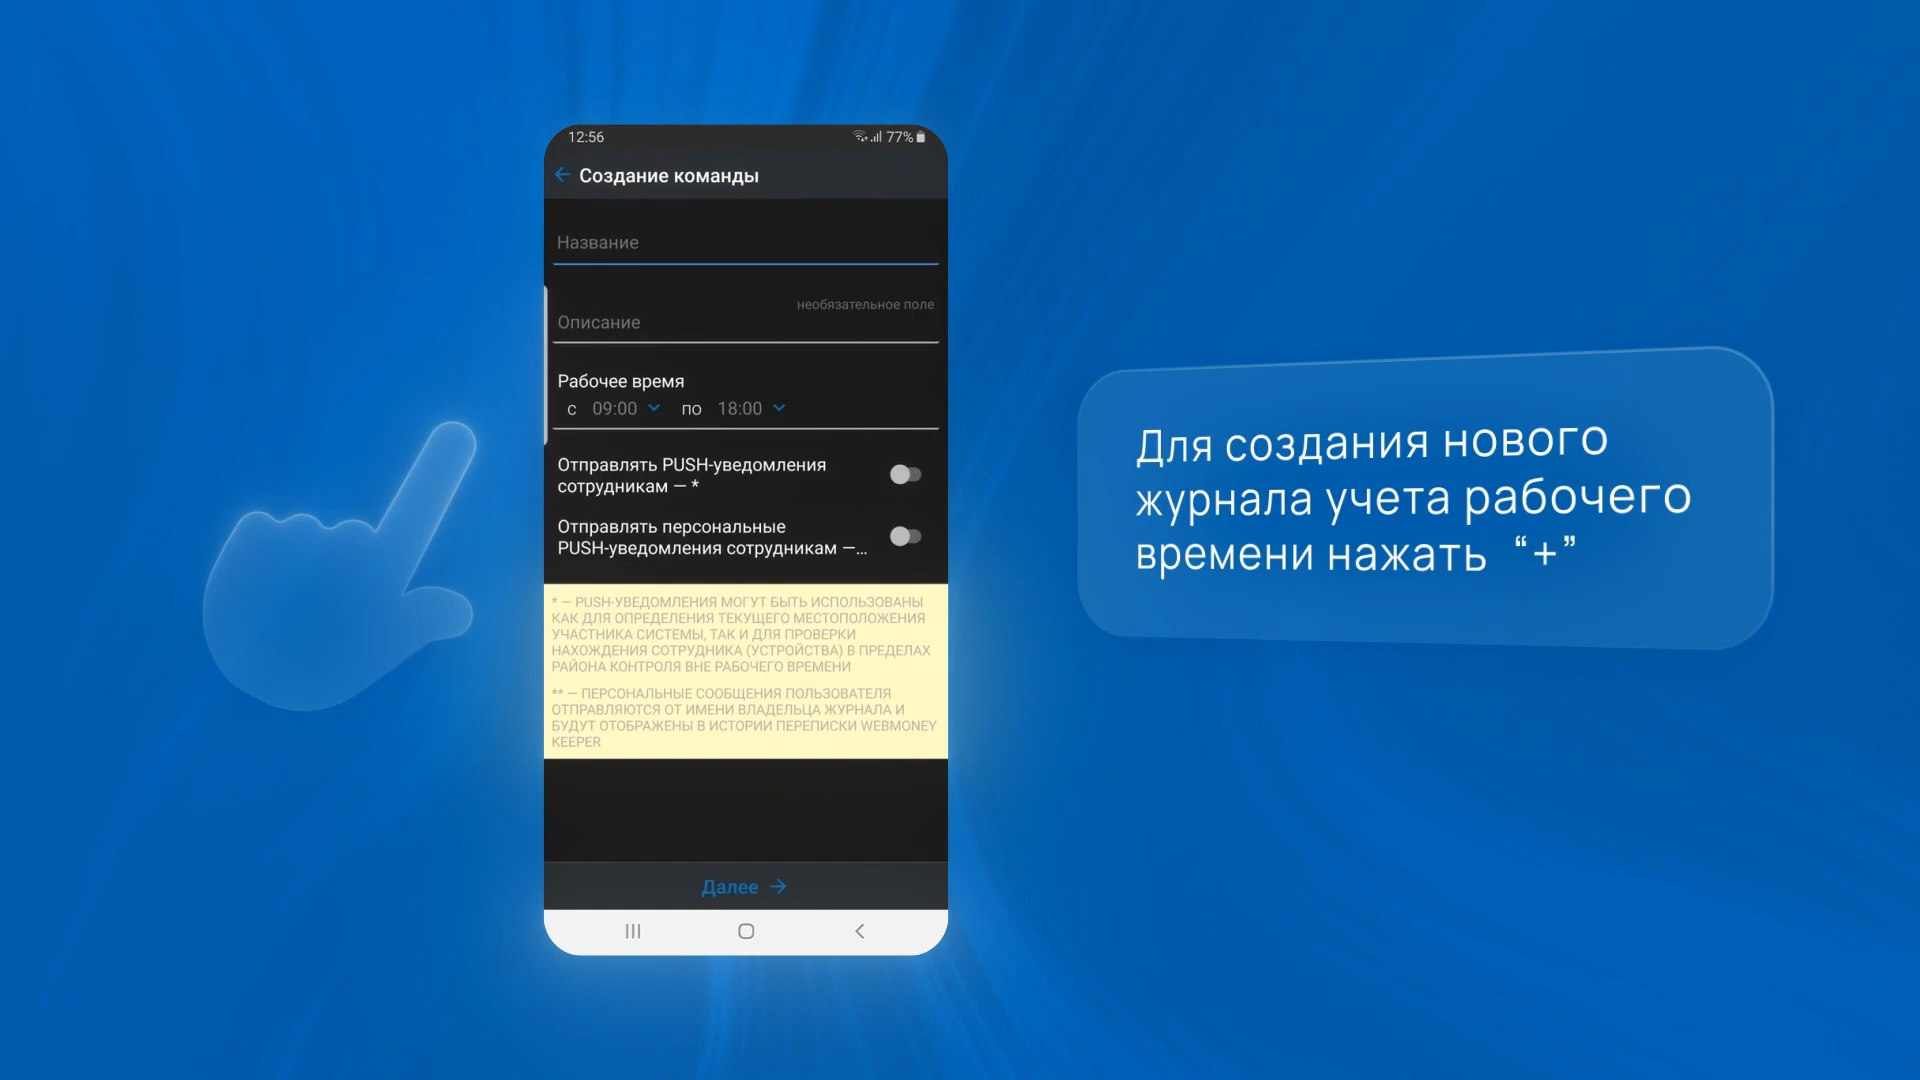 12:56
77%
Создание команды
Название
необязательное поле
Описание
Рабочее время
с 09:00 по 18:00
Отправлять PUSH-уведомления
сотрудникам — *
Отправлять персональные
PUSH-уведомления сотрудникам —...
* — PUSH-УВЕДОМЛЕНИЯ МОГУТ БЫТЬ ИСПОЛЬЗОВАНЫ
КАК ДЛЯ ОПРЕДЕЛЕНИЯ ТЕКУЩЕГО МЕСТОПОЛОЖЕНИЯ
УЧАСТНИКА СИСТЕМЫ, ТАК И ДЛЯ ПРОВЕРКИ
НАХОЖДЕНИЯ СОТРУДНИКА (УСТРОЙСТВА) В ПРЕДЕЛАХ
РАЙОНА КОНТРОЛЯ ВНЕ РАБОЧЕГО ВРЕМЕНИ
** — ПЕРСОНАЛЬНЫЕ СООБЩЕНИЯ ПОЛЬЗОВАТЕЛЯ
ОТПРАВЛЯЮТСЯ ОТ ИМЕНИ ВЛАДЕЛЬЦА ЖУРНАЛА И
БУДУТ ОТОБРАЖЕНЫ В ИСТОРИИ ПЕРЕПИСКИ WEBMONEY
KEEPER
Далее
Для создания нового
журнала учета рабочего
времени нажать “+”